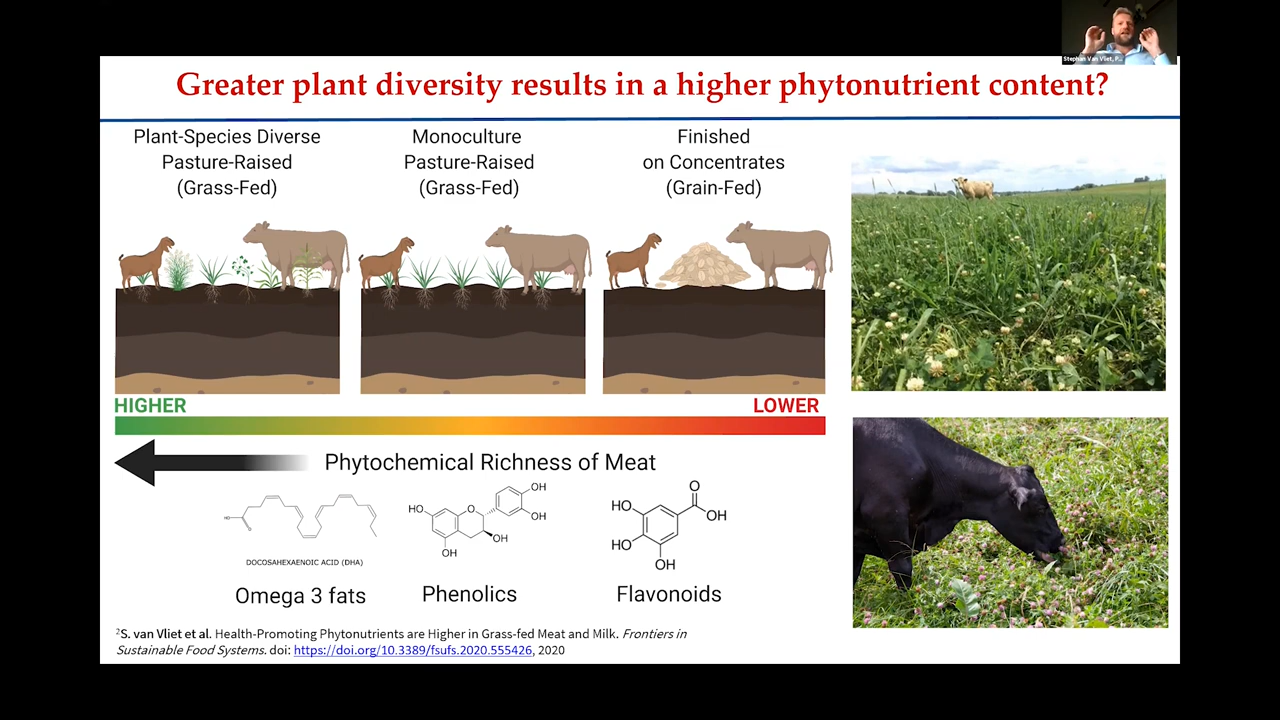 Stephan Van Vliet, P...
Greater plant diversity results in a higher phytonutrient content?
Plant-Species Diverse
Pasture-Raised
(Grass-Fed)
Monoculture
Pasture-Raised
(Grass-Fed)
Finished
on Concentrates
(Grain-Fed)
HIGHER
LOWER
Phytochemical Richness of Meat
HO
O
DOCOSAHEXAENOIC ACID (DHA)
Omega 3 fats
HO
O
OH
OH
OH
OH
Phenolics
O
HO
OH
HO
OH
Flavonoids
²S. van Vliet et al. Health-Promoting Phytonutrients are Higher in Grass-fed Meat and Milk. Frontiers in
Sustainable Food Systems. doi: https://doi.org/10.3389/fsufs.2020.555426, 2020